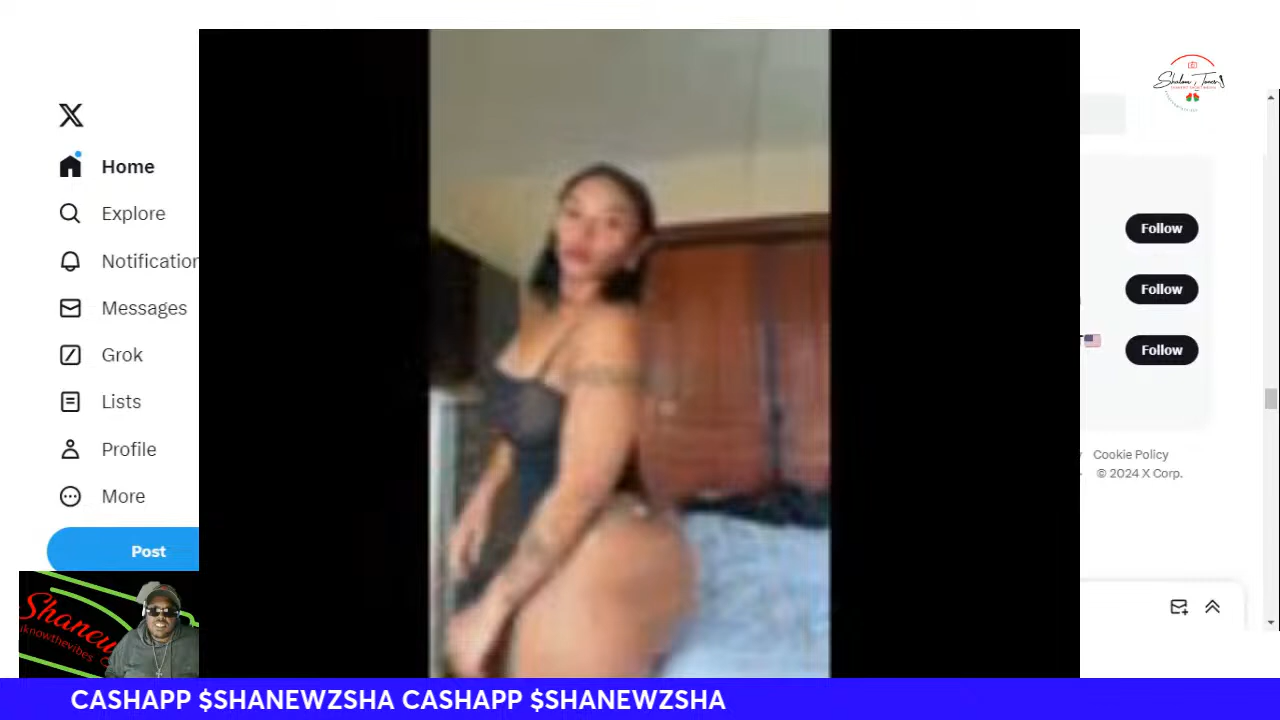 Home
Explore
Notification
Messages
Grok
Lists
Profile
More
Post
Follow
Follow
Follow
Cookie Policy
© 2024 X Corp.
iknowthevibes
CASHAPP $SHANEWZSHA CASHAPP $SHANEWZSHA